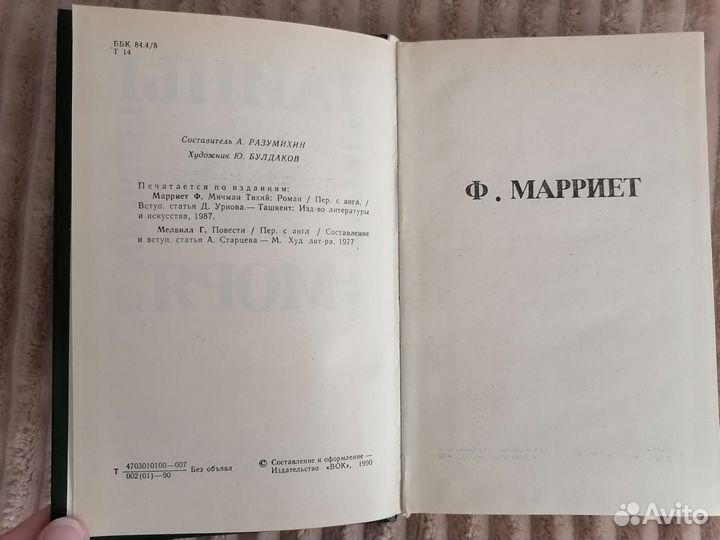 ББК 84.4/8
Т 14
Составитель А. РАЗУМИХИН
Художник Ю. БУЛДАКОВ
Печатается по изданиям:
Марриет Ф. Мичман Тихий: Роман / Пер. с англ. /
Вступ. статья Д. Урнова.— Ташкент: Изд-во литературы
и искусства, 1987.
Мелвилл Г. Повести / Пер. с англ / Составление
и вступ. статья А. Старцева — М. Худ лит-ра, 1977
Т 4703010100—007 Без объявл
002(01)—90
© Составление и оформление —
Издательство «ВОК», 1990
Ф. МАРРИЕТ
ТАЙНЫ
МОРЯ
Avito